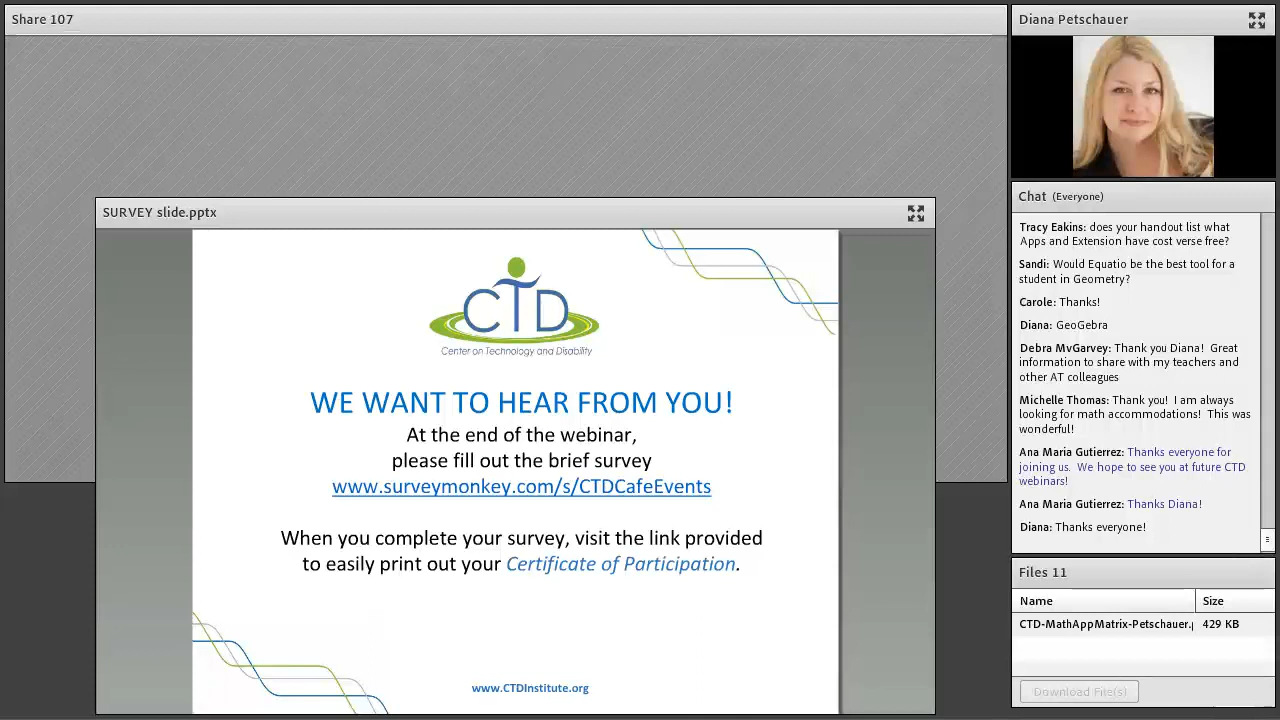 Share 107
SURVEY slide.pptx
CTD
Center on Technology and Disability
WE WANT TO HEAR FROM YOU!
At the end of the webinar,
please fill out the brief survey
www.surveymonkey.com/s/CTDCafeEvents
When you complete your survey, visit the link provided
to easily print out your Certificate of Participation.
www.CTDInstitute.org
Diana Petschauer
Chat (Everyone)
Tracy Eakins: does your handout list what
Apps and Extension have cost verse free?
Sandi: Would Equatio be the best tool for a
student in Geometry?
Carole: Thanks!
Diana: GeoGebra
Debra McGarvey: Thank you Diana! Great
information to share with my teachers and
other AT colleagues
Michelle Thomas: Thank you! I am always
looking for math accommodations! This was
wonderful!
Ana Maria Gutierrez: Thanks everyone for
joining us. We hope to see you at future CTD
webinars!
Ana Maria Gutierrez: Thanks Diana!
Diana: Thanks everyone!
Files 11
Name Size
CTD-MathAppMatrix-Petschauer. 429 KB
Download File(s)